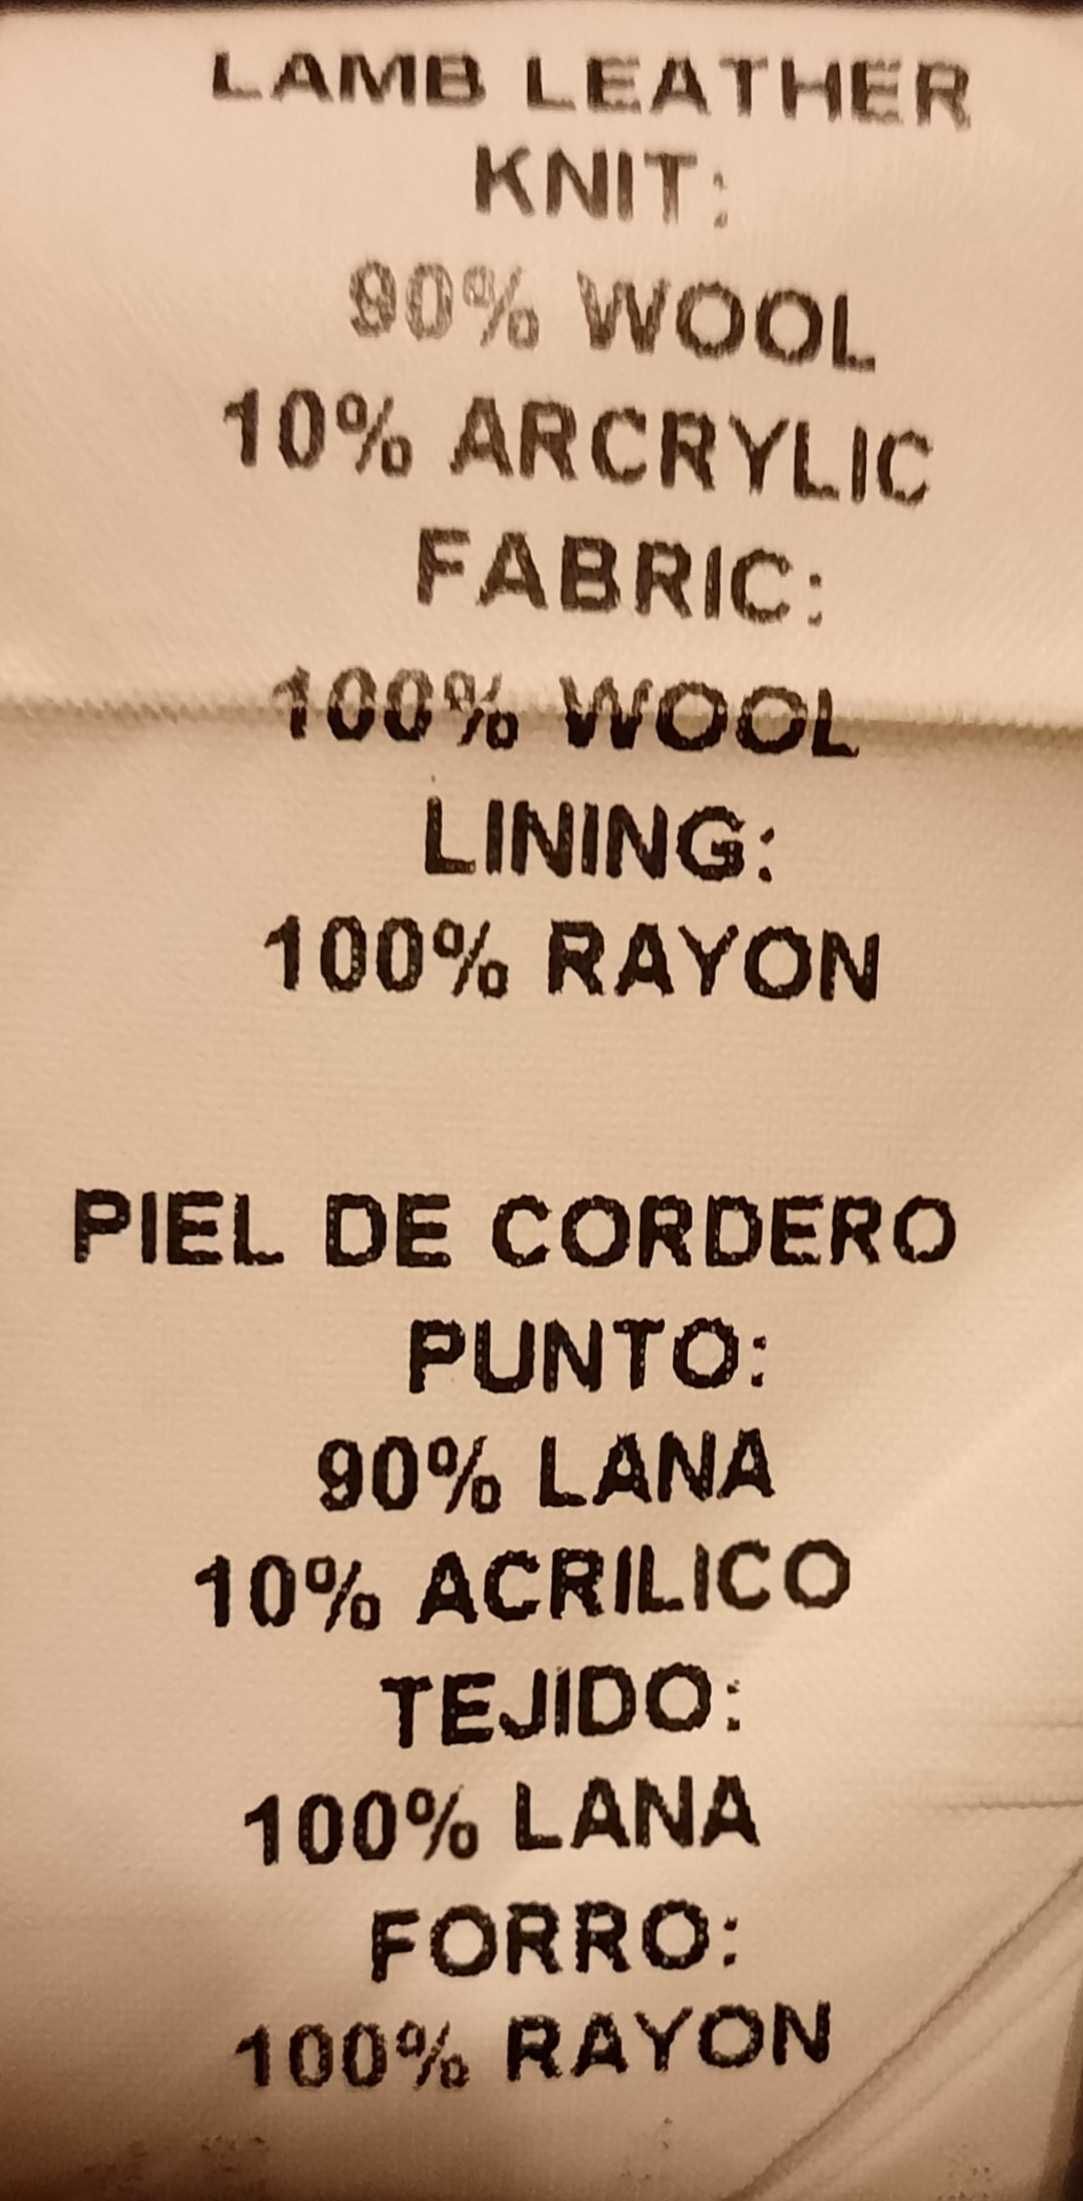 LAMB LEATHER
KNIT:
90% WOOL
10% ARCRYLIC
FABRIC:
100% WOOL
LINING:
100% RAYON
PIEL DE CORDERO
PUNTO:
90% LANA
10% ACRILICO
TEJIDO:
100% LANA
FORRO:
100% RAYON